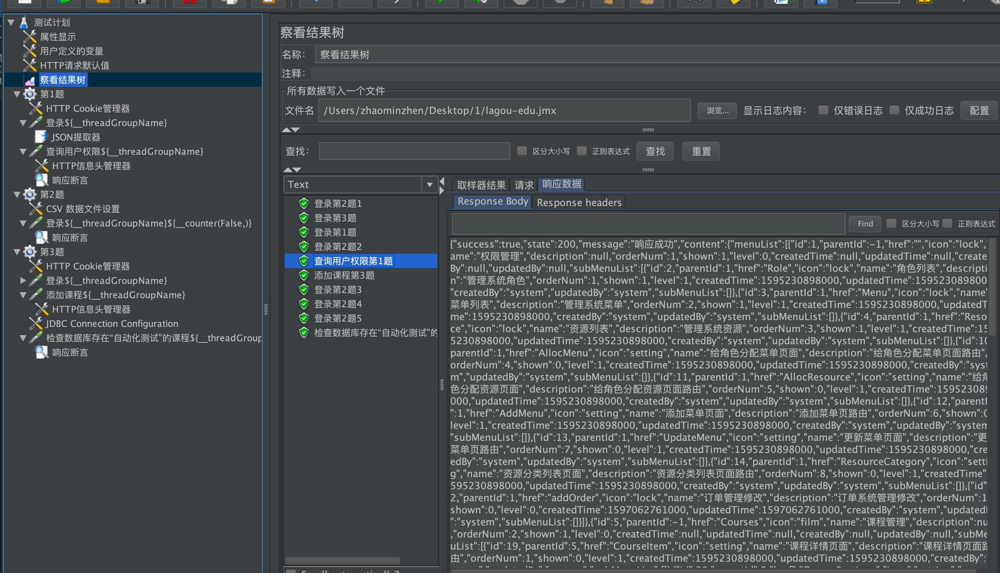 测试计划
属性显示
用户定义的变量
HTTP请求默认值
察看结果树
第1题
HTTP Cookie管理器
登录${__threadGroupName}
JSON提取器
查询用户权限${__threadGroupName}
HTTP信息头管理器
响应断言
第2题
CSV 数据文件设置
登录${__threadGroupName}${__counter(False,)}
响应断言
第3题
HTTP Cookie管理器
登录${__threadGroupName}
添加课程${__threadGroupName}
HTTP信息头管理器
JDBC Connection Configuration
检查数据库存在“自动化测试”的课程${__threadGroup
响应断言
察看结果树
名称： 察看结果树
注释：
所有数据写入一个文件
文件名 /Users/zhaominzhen/Desktop/1/lagou-edu.jmx 浏览... 显示日志内容： 仅错误日志 仅成功日志 配置
查找： 区分大小写 正则表达式 查找 重置
Text
登录第2题1
登录第3题
登录第1题
登录第2题2
查询用户权限第1题
添加课程第3题
登录第2题3
登录第2题4
登录第2题5
检查数据库存在“自动化测试”的
取样器结果 请求 响应数据
Response Body Response headers
Find 区分大小写 正则表达式
{"success":true,"state":200,"message":"响应成功","content":{"menuList":[{"id":1,"parentId":-1,"href":"","icon":"lock",
ame":"权限管理","description":null,"orderNum":1,"shown":1,"level":0,"createdTime":null,"updatedTime":null,"create
By":null,"updatedBy":null,"subMenuList":[{"id":2,"parentId":1,"href":"Role","icon":"lock","name":"角色列表","descripti
n":"管理系统角色","orderNum":1,"shown":1,"level":1,"createdTime":1595230898000,"updatedTime":1595230898000
"createdBy":"system","updatedBy":"system","subMenuList":[]},{"id":3,"parentId":1,"href":"Menu","icon":"lock","name"
菜单列表","description":"管理系统菜单","orderNum":2,"shown":1,"level":1,"createdTime":1595230898000,"updatedT
me":1595230898000,"createdBy":"system","updatedBy":"system","subMenuList":[]},{"id":4,"parentId":1,"href":"Reso
ce","icon":"lock","name":"资源列表","description":"管理系统资源","orderNum":3,"shown":1,"level":1,"createdTime":15
5230898000,"updatedTime":1595230898000,"createdBy":"system","updatedBy":"system","subMenuList":[]},{"id":10
parentId":1,"href":"AllocMenu","icon":"setting","name":"给角色分配菜单页面","description":"给角色分配菜单页面路由",
orderNum":4,"shown":0,"level":1,"createdTime":1595230898000,"updatedTime":1595230898000,"createdBy":"syst
m","updatedBy":"system","subMenuList":[]},{"id":11,"parentId":1,"href":"AllocResource","icon":"setting","name":"给角
色分配资源页面","description":"给角色分配资源页面路由","orderNum":5,"shown":0,"level":1,"createdTime":159523089
000,"updatedTime":1595230898000,"createdBy":"system","updatedBy":"system","subMenuList":[]},{"id":12,"parentI
":1,"href":"AddMenu","icon":"setting","name":"添加菜单页面","description":"添加菜单页路由","orderNum":6,"shown":0
level":1,"createdTime":1595230898000,"updatedTime":1595230898000,"createdBy":"system","updatedBy":"system
"subMenuList":[]},{"id":13,"parentId":1,"href":"UpdateMenu","icon":"setting","name":"更新菜单页面","description":"更
菜单页路由","orderNum":7,"shown":0,"level":1,"createdTime":1595230898000,"updatedTime":1595230898000,"cre
edBy":"system","updatedBy":"system","subMenuList":[]},{"id":14,"parentId":1,"href":"ResourceCategory","icon":"setti
g","name":"资源分类列表页面","description":"资源分类列表页面路由","orderNum":8,"shown":0,"level":1,"createdTime"
595230898000,"updatedTime":1595230898000,"createdBy":"system","updatedBy":"system","subMenuList":[]},{"id"
2,"parentId":1,"href":"addOrder","icon":"lock","name":"订单管理修改","description":"订单系统管理修改","orderNum":1
shown":0,"level":0,"createdTime":1597062761000,"updatedTime":1597062761000,"createdBy":"system","updatedI
":"system","subMenuList":[]}]},{"id":5,"parentId":-1,"href":"Courses","icon":"film","name":"课程管理","description":nu
,"orderNum":2,"shown":1,"level":0,"createdTime":null,"updatedTime":null,"createdBy":null,"updatedBy":null,"subMe
uList":[{"id":19,"parentId":5,"href":"CourseItem","icon":"setting","name":"课程详情页面","description":"课程详情页面路
由","orderNum":1,"shown":0,"level":1,"createdTime":1595230898000,"updatedTime":1595230898000,"createdBy":"